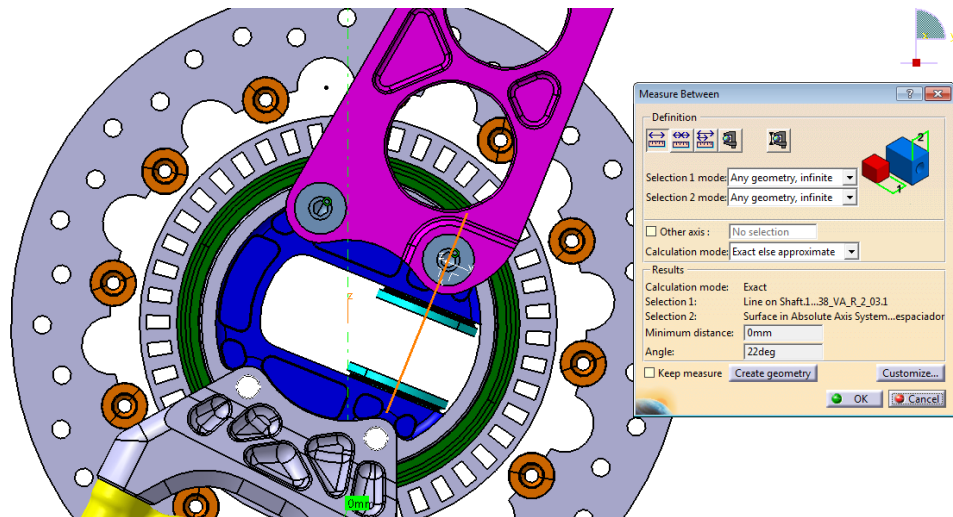 Measure Between
Definition
2
1
Selection 1 mode: Any geometry, infinite
Selection 2 mode: Any geometry, infinite
Other axis : No selection
Calculation mode: Exact else approximate
Results
Calculation mode: Exact
Selection 1: Line on Shaft.1...38_VA_R_2_03.1
Selection 2: Surface in Absolute Axis System...espaciador
Minimum distance: 0mm
Angle: 22deg
Keep measure Create geometry Customize...
OK Cancel
z
0mm